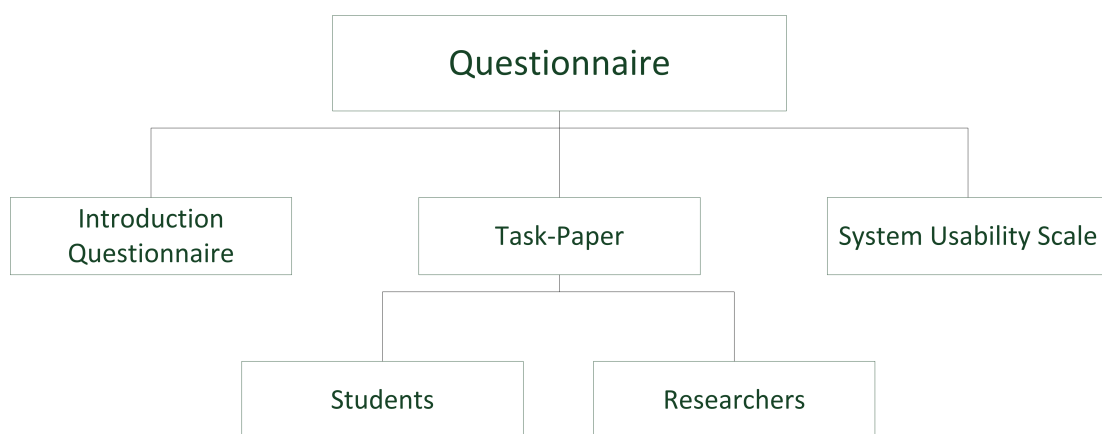 Questionnaire
Introduction
Questionnaire
Task-Paper
System Usability Scale
Students
Researchers